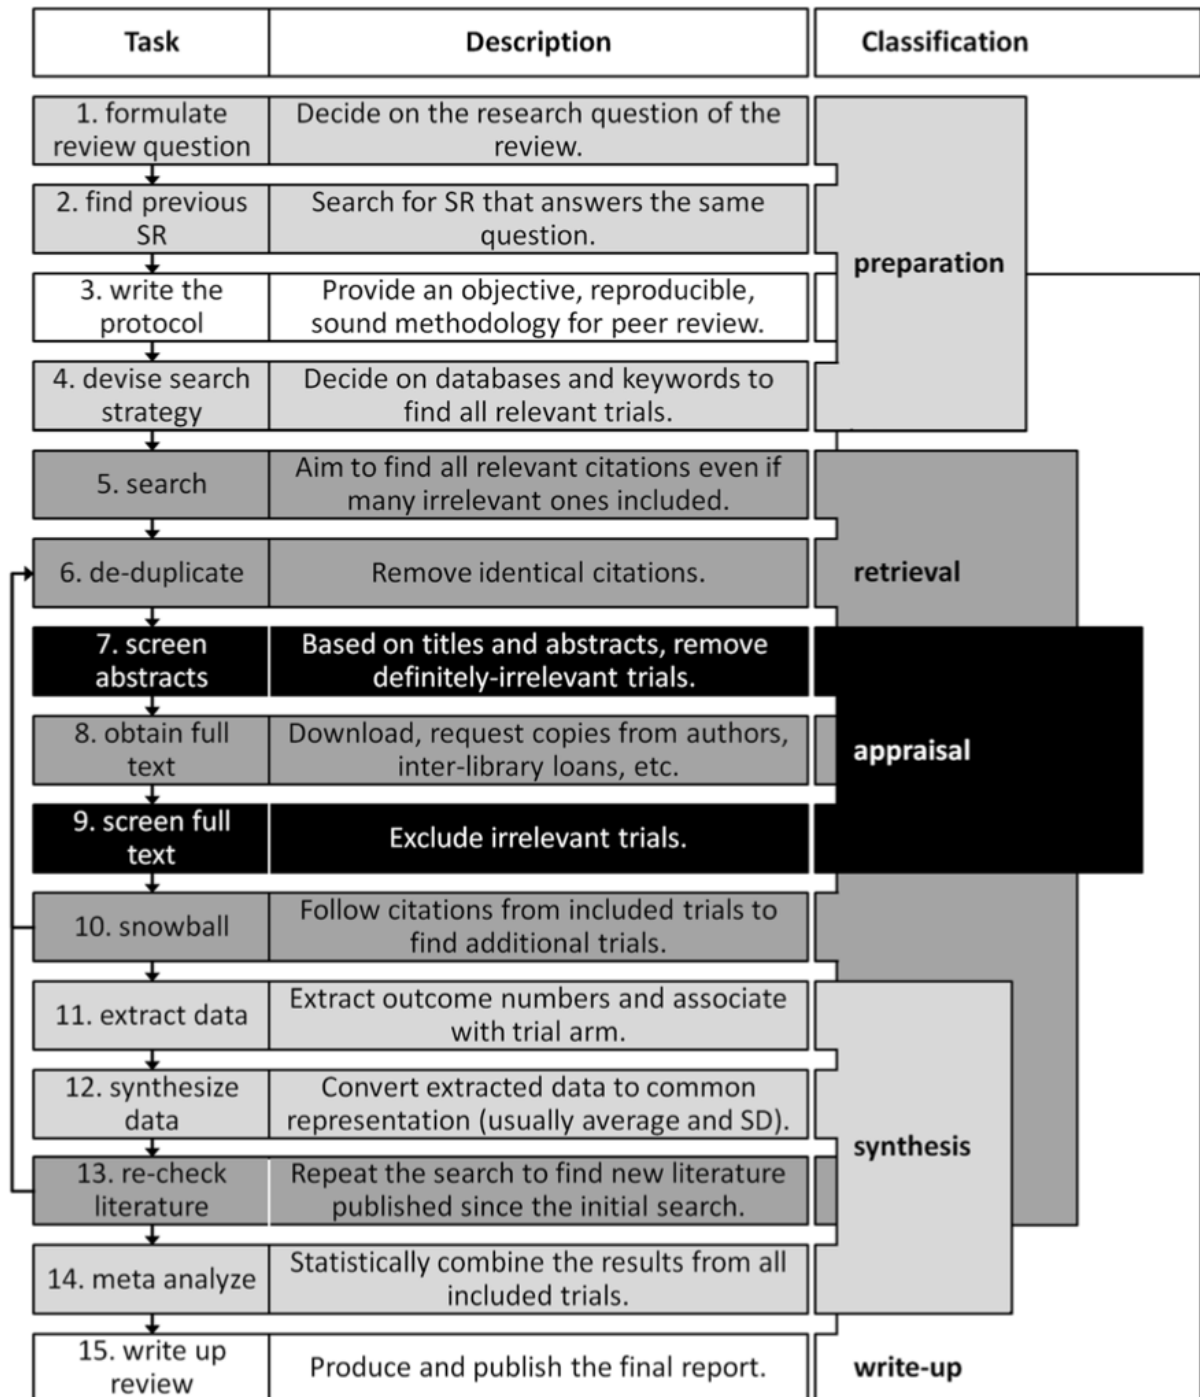 Task Description Classification
1. formulate
review question
Decide on the research question of the
review.
2. find previous
SR
Search for SR that answers the same
question.
preparation
3. write the
protocol
Provide an objective, reproducible,
sound methodology for peer review.
4. devise search
strategy
Decide on databases and keywords to
find all relevant trials.
5. search
Aim to find all relevant citations even if
many irrelevant ones included.
6. de-duplicate
Remove identical citations.
retrieval
7. screen
abstracts
Based on titles and abstracts, remove
definitely-irrelevant trials.
8. obtain full
text
Download, request copies from authors,
inter-library loans, etc.
appraisal
9. screen full
text
Exclude irrelevant trials.
10. snowball
Follow citations from included trials to
find additional trials.
11. extract data
Extract outcome numbers and associate
with trial arm.
12. synthesize
data
Convert extracted data to common
representation (usually average and SD).
synthesis
13. re-check
literature
Repeat the search to find new literature
published since the initial search.
14. meta analyze
Statistically combine the results from all
included trials.
15. write up
review
Produce and publish the final report.
write-up